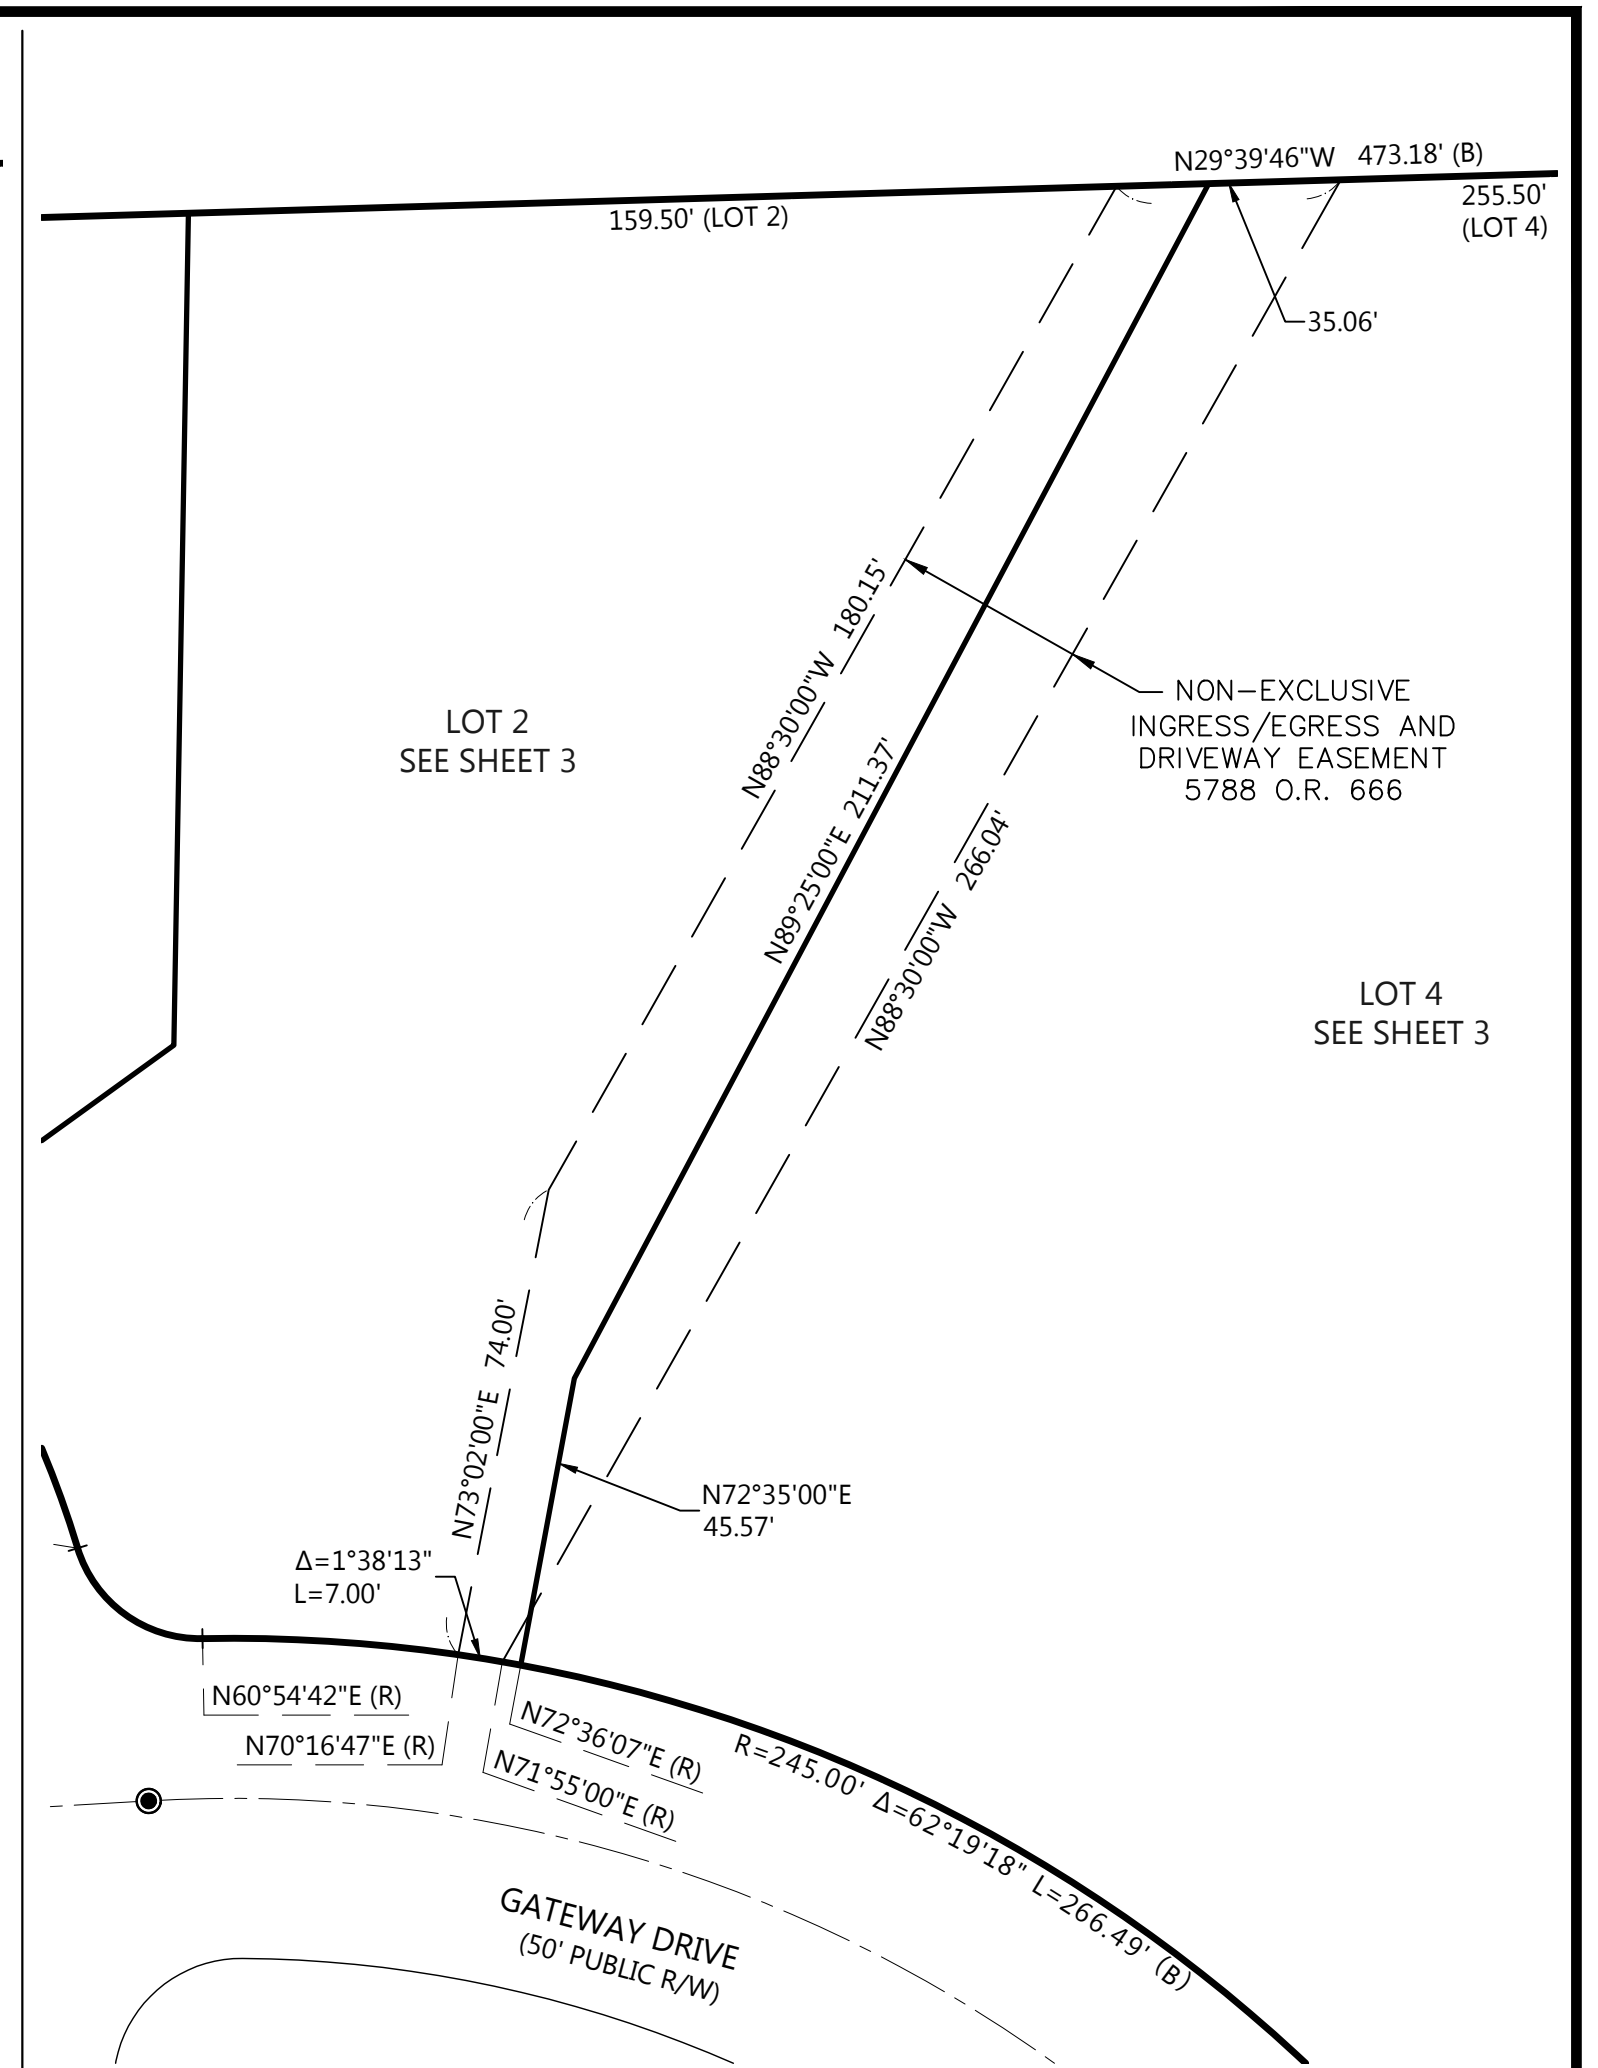 N29°39'46"W 473.18' (B)
159.50' (LOT 2)
255.50'
(LOT 4)
35.06'
N88°30'00"W 180.15'
NON-EXCLUSIVE
INGRESS/EGRESS AND
DRIVEWAY EASEMENT
5788 O.R. 666
LOT 2
SEE SHEET 3
N89°25'00"E 211.37'
N88°30'00"W 266.04'
LOT 4
SEE SHEET 3
N73°02'00"E 74.00'
N72°35'00"E
45.57'
Δ=1°38'13"
L=7.00'
N60°54'42"E (R)
N70°16'47"E (R)
N72°36'07"E (R)
N71°55'00"E (R)
R=245.00' Δ=62°19'18" L=266.49' (B)
GATEWAY DRIVE
(50' PUBLIC R/W)